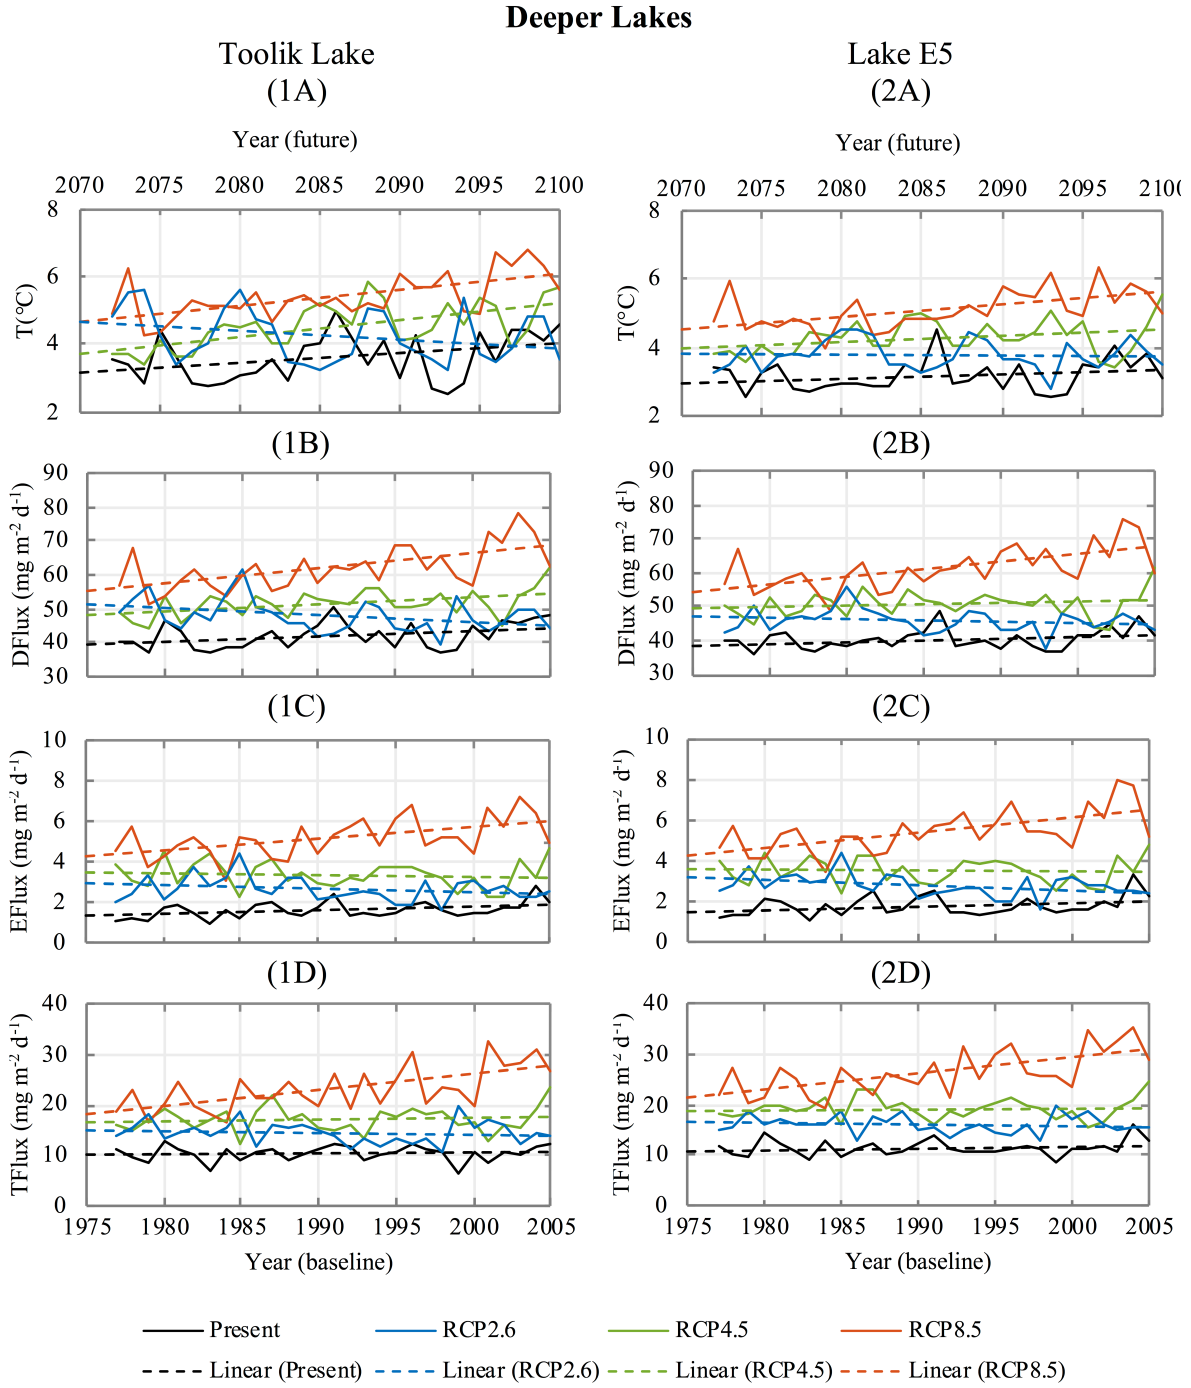 Deeper Lakes
Toolik Lake
Lake E5
(1A)
(2A)
Year (future)
Year (future)
2070 2075 2080 2085 2090 2095 2100
2070 2075 2080 2085 2090 2095 2100
8
6
4
2
T(°C)
8
6
4
2
T(°C)
(1B)
(2B)
90
80
70
60
50
40
30
DFlux (mg m-2 d-1)
90
80
70
60
50
40
30
DFlux (mg m-2 d-1)
(1C)
(2C)
10
8
6
4
2
0
EFlux (mg m-2 d-1)
10
8
6
4
2
0
EFlux (mg m-2 d-1)
(1D)
(2D)
40
30
20
10
0
TFlux (mg m-2 d-1)
40
30
20
10
0
TFlux (mg m-2 d-1)
1975 1980 1985 1990 1995 2000 2005
1975 1980 1985 1990 1995 2000 2005
Year (baseline)
Year (baseline)
Present RCP2.6 RCP4.5 RCP8.5
Linear (Present) Linear (RCP2.6) Linear (RCP4.5) Linear (RCP8.5)